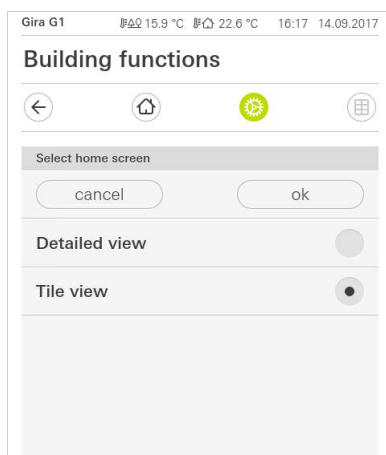 Gira G1 15.9 °C 22.6 °C 16:17 14.09.2017
Building functions
Select home screen
cancel ok
Detailed view
Tile view